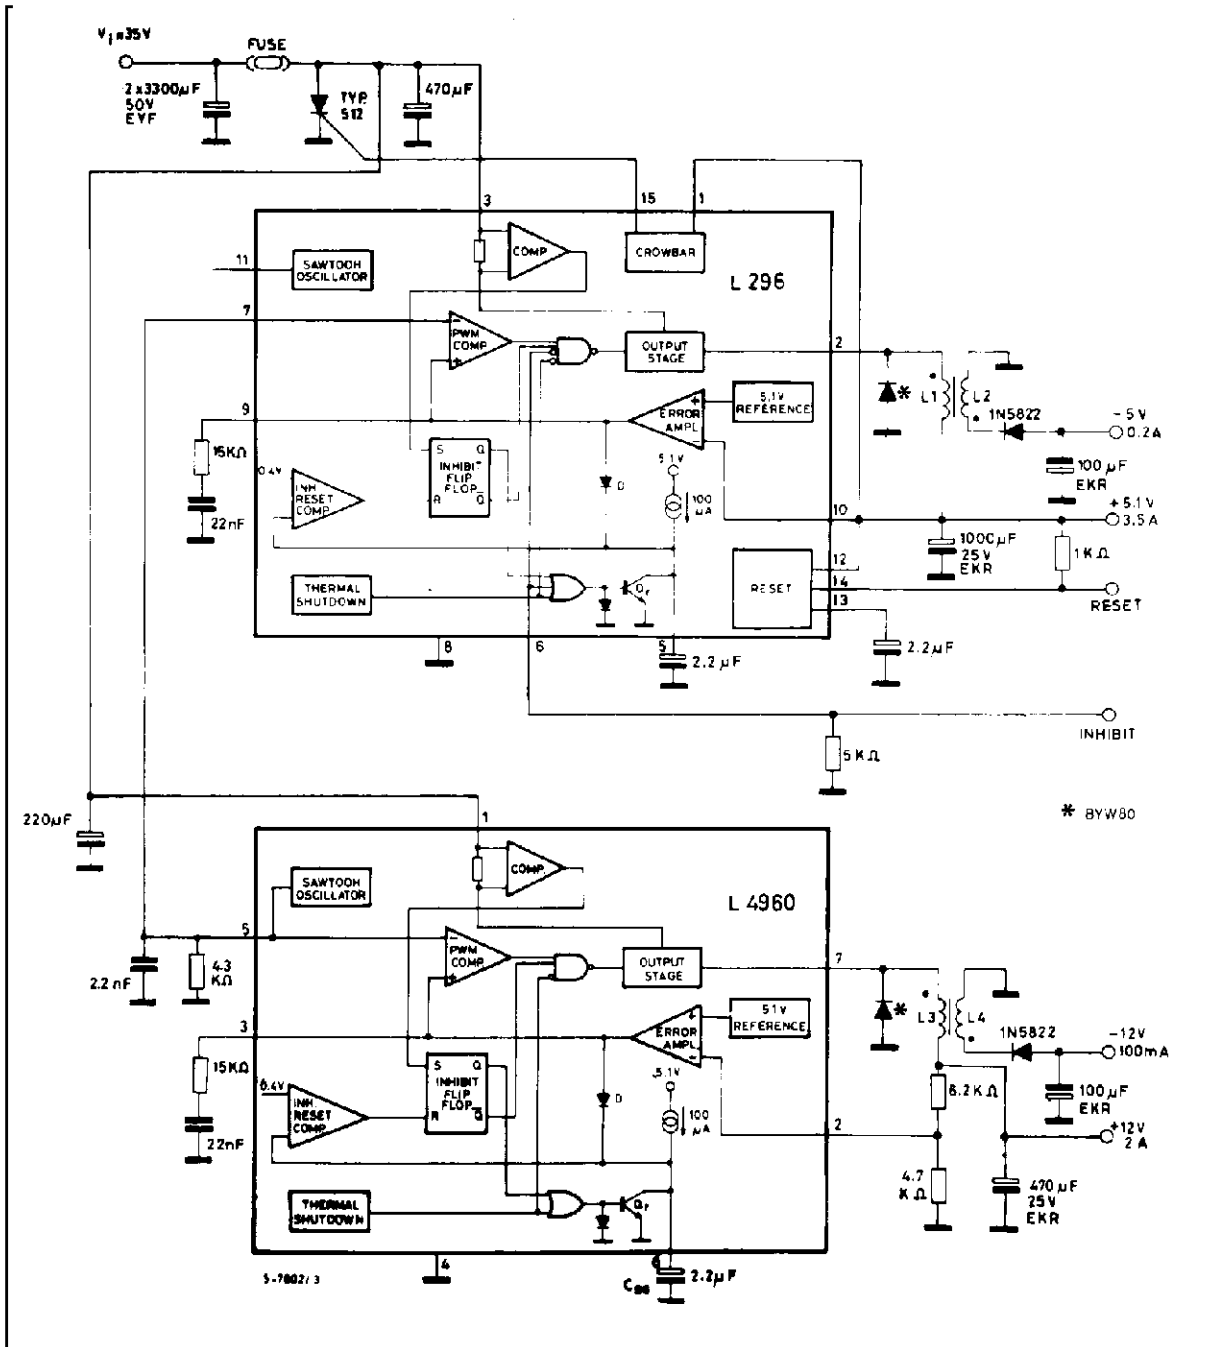 Vi=35V
FUSE
2x3300µF
50V
EYF
TYP.
S12
470µF
3
15
1
COMP
CROWBAR
L 296
11
SAWTOOH
OSCILLATOR
7
PWM
COMP
OUTPUT
STAGE
2
*
L1
L2
1N5822
-5V
0.2A
9
ERROR
AMPL
5.1V
REFERENCE
100µF
EKR
15KΩ
22nF
0.4V
INH.
RESET
COMP.
S
Q
INHIBIT
FLIP
FLOP
R
Q
D
5.1V
100
µA
10
+5.1V
3.5A
1000µF
25V
EKR
1KΩ
12
14
13
RESET
RESET
THERMAL
SHUTDOWN
Qr
8
6
5
2.2µF
2.2µF
INHIBIT
5KΩ
* BYW80
220µF
1
COMP.
SAWTOOH
OSCILLATOR
L 4960
5
2.2nF
4.3
KΩ
PWM
COMP.
OUTPUT
STAGE
7
*
L3
L4
1N5822
-12V
100mA
3
ERROR
AMPL
5.1V
REFERENCE
100µF
EKR
15KΩ
22nF
0.4V
INH.
RESET
COMP.
S
Q
INHIBIT
FLIP
FLOP
R
Q
D
5.1V
100
µA
6.2KΩ
2
+12V
2A
4.7
KΩ
470µF
25V
EKR
THERMAL
SHUTDOWN
Qr
4
2.2µF
S-7802/3